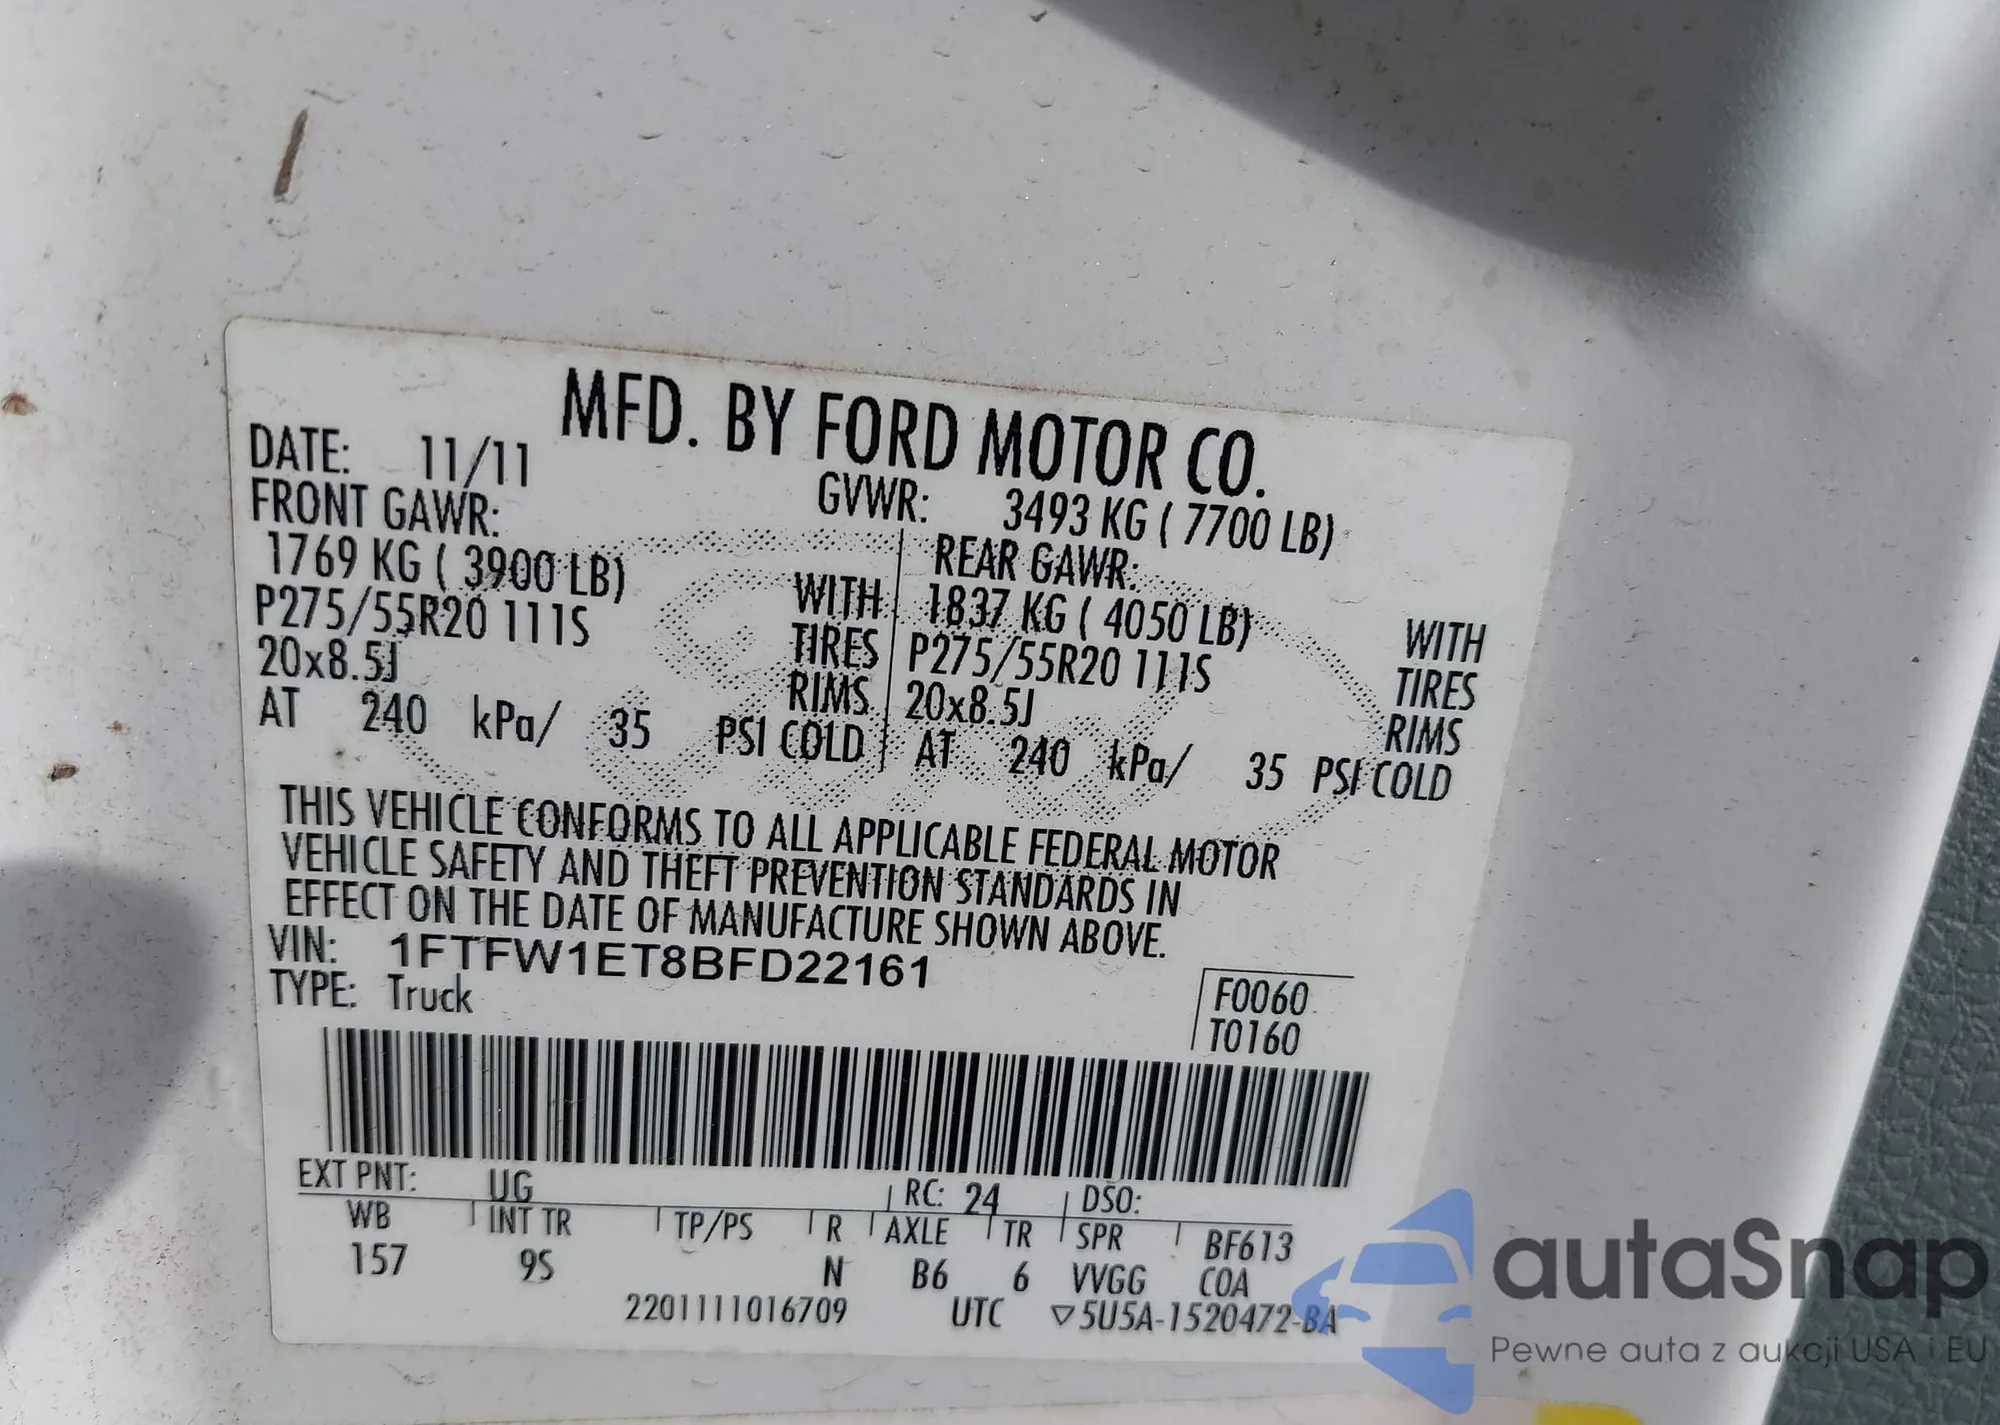 MFD. BY FORD MOTOR CO.
DATE: 11/11 GVWR: 3493 KG ( 7700 LB)
FRONT GAWR: REAR GAWR:
1769 KG ( 3900 LB) WITH 1837 KG ( 4050 LB) WITH
P275/55R20 111S TIRES P275/55R20 111S TIRES
20x8.5J RIMS 20x8.5J RIMS
AT 240 kPa/ 35 PSI COLD AT 240 kPa/ 35 PSI COLD
THIS VEHICLE CONFORMS TO ALL APPLICABLE FEDERAL MOTOR
VEHICLE SAFETY AND THEFT PREVENTION STANDARDS IN
EFFECT ON THE DATE OF MANUFACTURE SHOWN ABOVE.
VIN: 1FTFW1ET8BFD22161
TYPE: Truck
F0060
T0160
EXT PNT: UG RC: 24 DSO:
WB INT TR TP/PS R AXLE TR SPR BF613
157 9S N B6 6 VVGG COA
2201111016709 UTC ▽5U5A-1520472-BA
autaSnap
Pewne auta z aukcji USA i EU